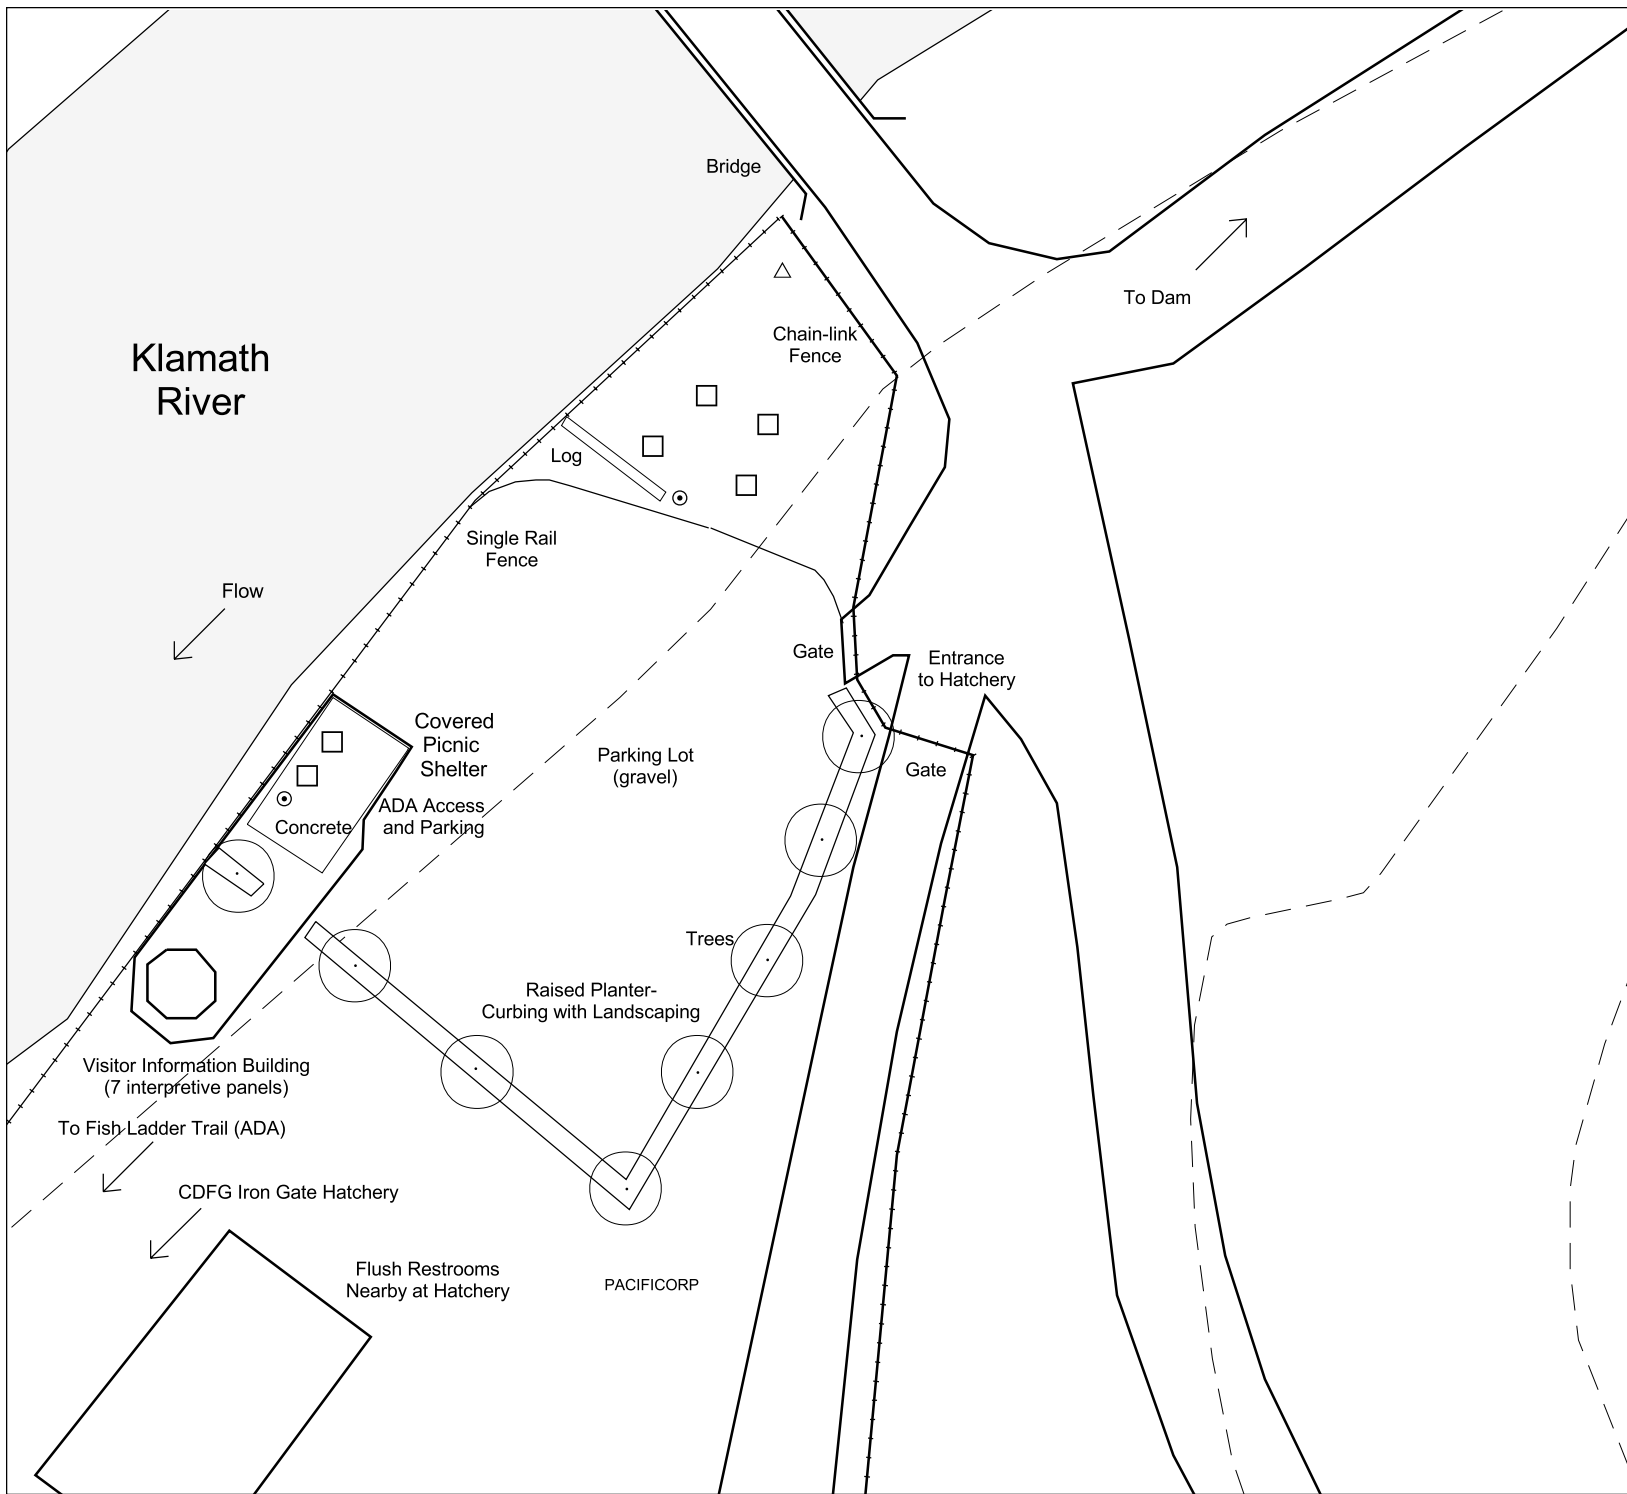 Bridge
To Dam
Chain-link
Fence
Klamath
River
Log
Single Rail
Fence
Flow
Gate
Entrance
to Hatchery
Covered
Picnic
Shelter
Parking Lot
(gravel)
Gate
ADA Access
and Parking
Concrete
Trees
Raised Planter-
Curbing with Landscaping
Visitor Information Building
(7 interpretive panels)
To Fish Ladder Trail (ADA)
CDFG Iron Gate Hatchery
Flush Restrooms
Nearby at Hatchery
PACIFICORP